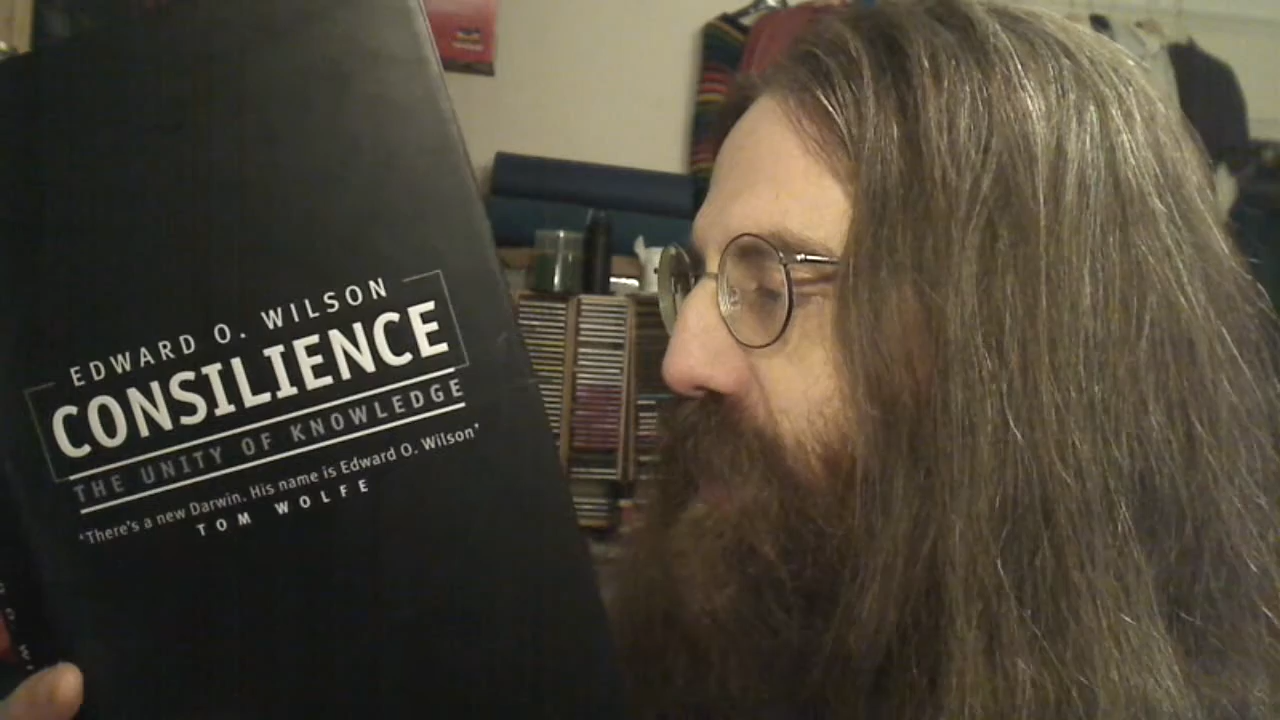 EDWARD O. WILSON
CONSILIENCE
THE UNITY OF KNOWLEDGE
'There's a new Darwin. His name is Edward O. Wilson'
TOM WOLFE